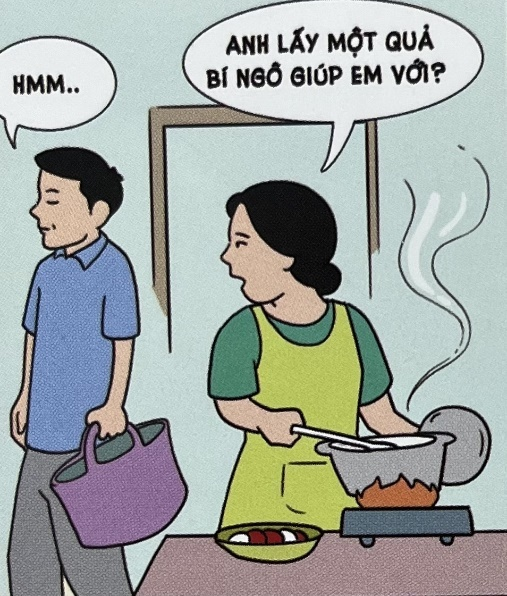 HMM..
ANH LẤY MỘT QUẢ
BÍ NGÔ GIÚP EM VỚI?